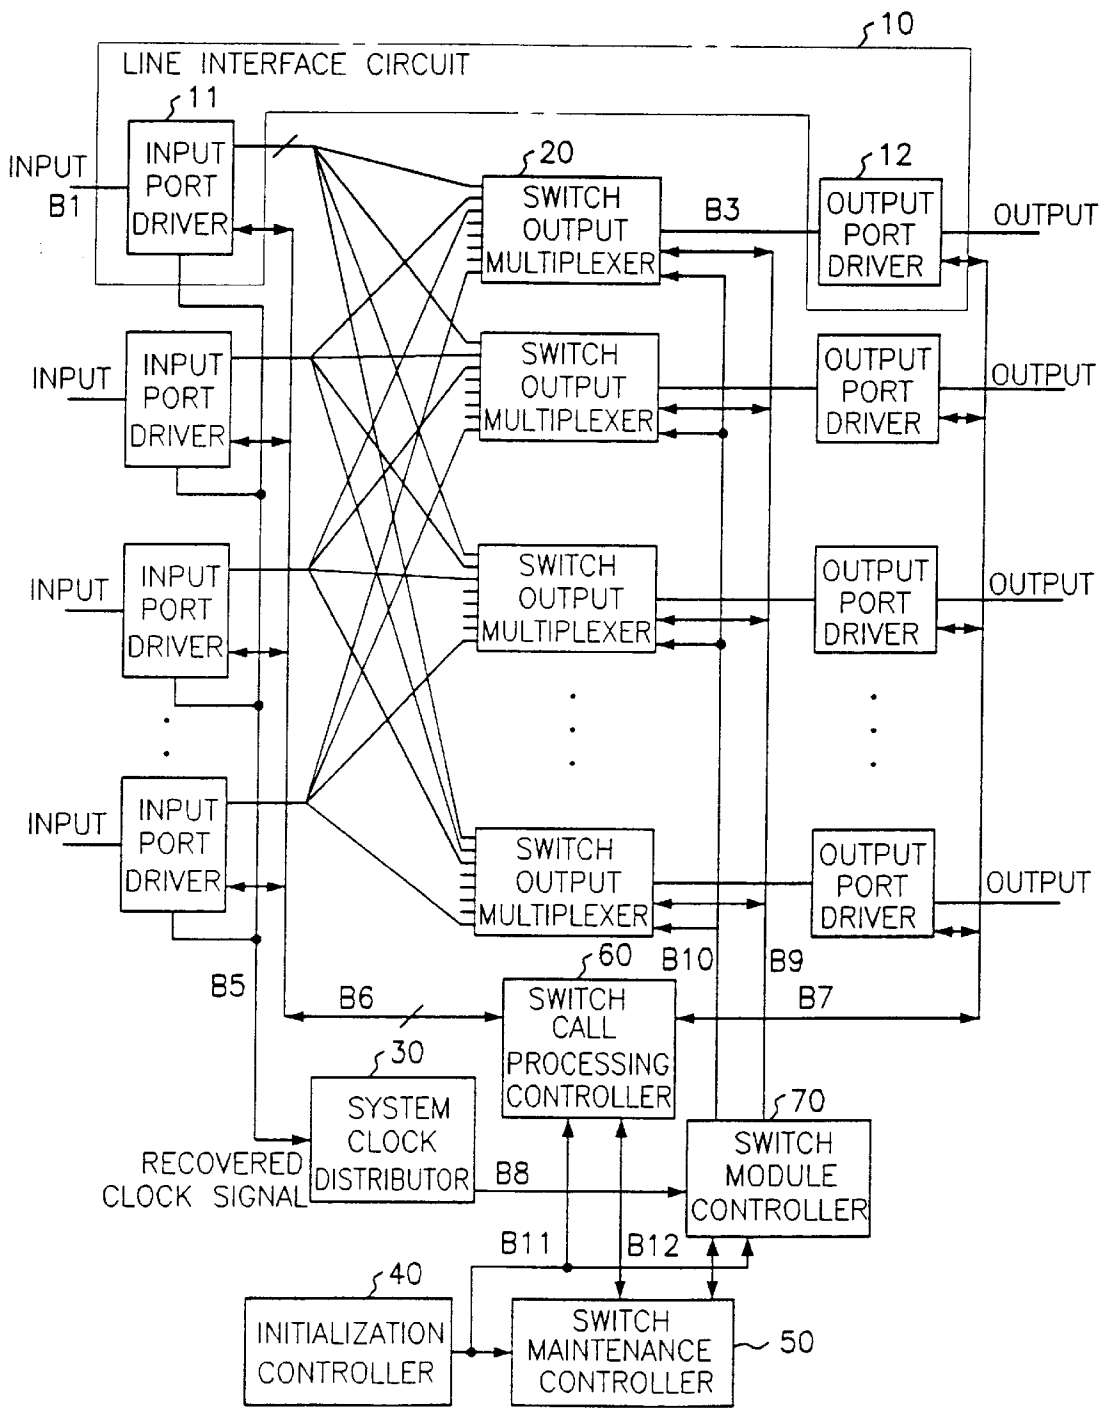 10
LINE INTERFACE CIRCUIT
11
INPUT
B1
INPUT
PORT
DRIVER
20
SWITCH
OUTPUT
MULTIPLEXER
B3
12
OUTPUT
PORT
DRIVER
OUTPUT
INPUT
INPUT
PORT
DRIVER
SWITCH
OUTPUT
MULTIPLEXER
OUTPUT
PORT
DRIVER
OUTPUT
INPUT
INPUT
PORT
DRIVER
SWITCH
OUTPUT
MULTIPLEXER
OUTPUT
PORT
DRIVER
OUTPUT
INPUT
INPUT
PORT
DRIVER
SWITCH
OUTPUT
MULTIPLEXER
OUTPUT
PORT
DRIVER
OUTPUT
B5
B6
60
SWITCH
CALL
PROCESSING
CONTROLLER
B10
B9
B7
30
SYSTEM
CLOCK
DISTRIBUTOR
RECOVERED
CLOCK SIGNAL
B8
70
SWITCH
MODULE
CONTROLLER
B11
B12
40
INITIALIZATION
CONTROLLER
SWITCH
MAINTENANCE
CONTROLLER
50